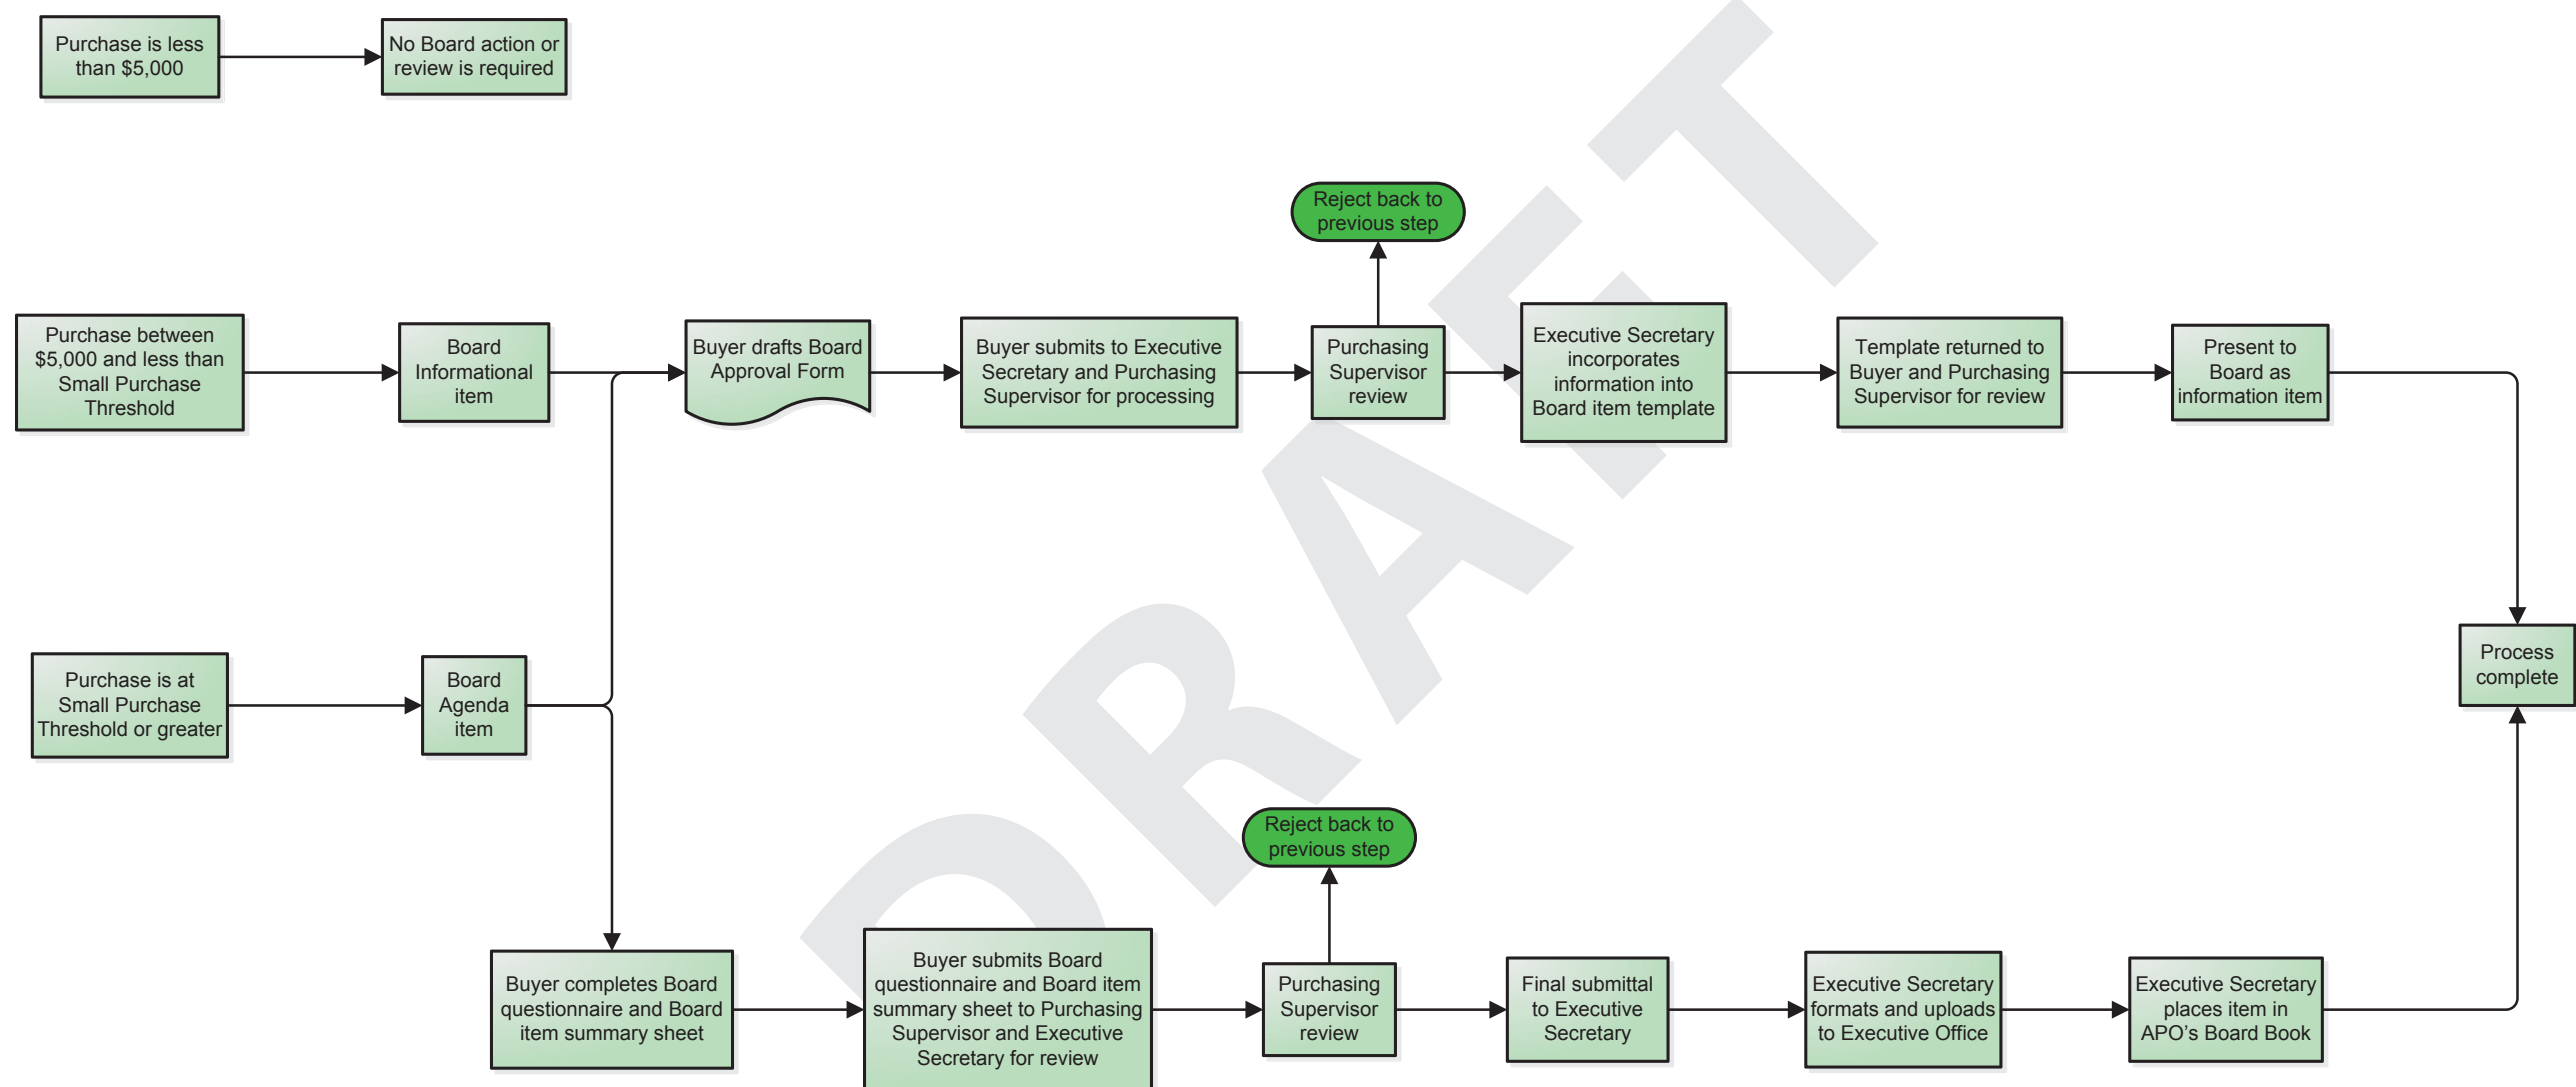 Purchase is less
than $5,000
No Board action or
review is required
Reject back to
previous step
Purchase between
$5,000 and less than
Small Purchase
Threshold
Board
Informational
item
Buyer drafts Board
Approval Form
Buyer submits to Executive
Secretary and Purchasing
Supervisor for processing
Purchasing
Supervisor
review
Executive Secretary
incorporates
information into
Board item template
Template returned to
Buyer and Purchasing
Supervisor for review
Present to
Board as
information item
Process
complete
Purchase is at
Small Purchase
Threshold or greater
Board
Agenda
item
Reject back to
previous step
Buyer completes Board
questionnaire and Board
item summary sheet
Buyer submits Board
questionnaire and Board item
summary sheet to Purchasing
Supervisor and Executive
Secretary for review
Purchasing
Supervisor
review
Final submittal
to Executive
Secretary
Executive Secretary
formats and uploads
to Executive Office
Executive Secretary
places item in
APO’s Board Book
DRAFT